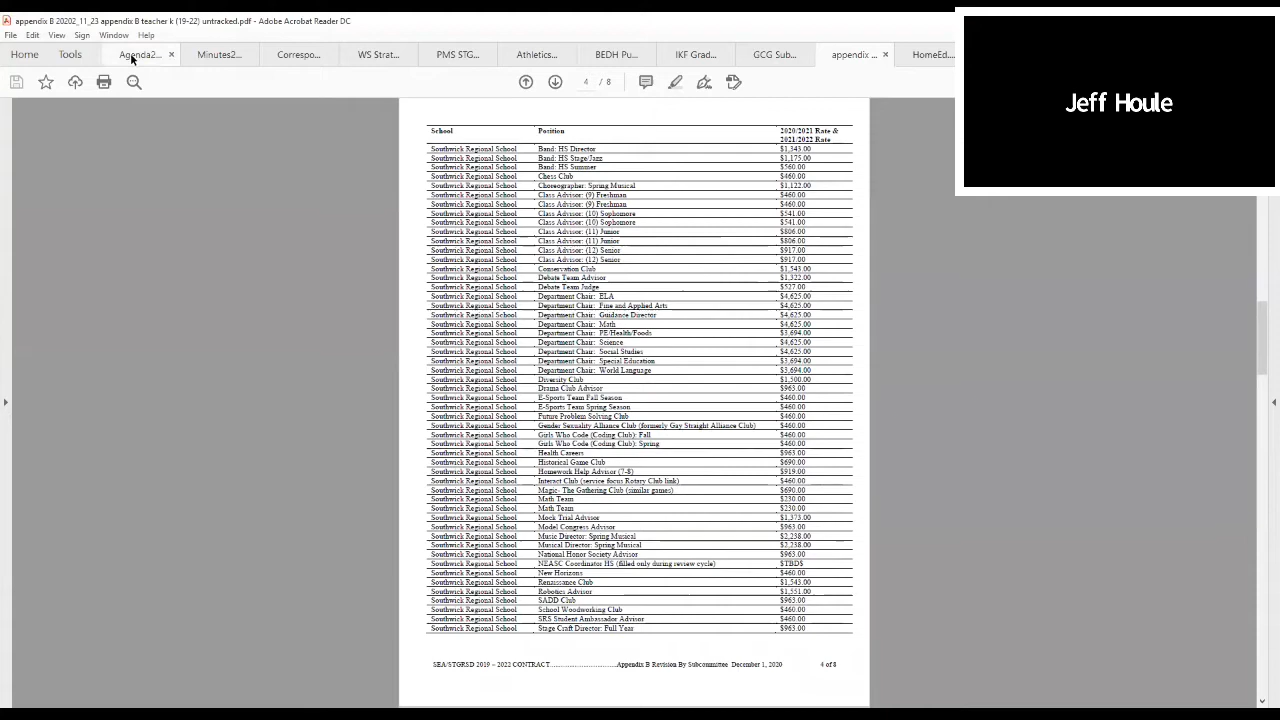 appendix B 20202_11_23 appendix B teacher k (19-22) untracked.pdf - Adobe Acrobat Reader DC
File Edit View Sign Window Help
Home Tools Agenda2... × Minutes2... Correspo... WS Strat... PMS STG... Athletics... BEDH Pu... IKF Grad... GCG Sub... appendix ... × HomeEd...
4 / 8
Jeff Houle
School Position 2020/2021 Rate &
2021/2022 Rate
Southwick Regional School Band: HS Director $1,343.00
Southwick Regional School Band: HS Stage/Jazz $1,175.00
Southwick Regional School Band: HS Summer $560.00
Southwick Regional School Chess Club $460.00
Southwick Regional School Choreographer: Spring Musical $1,122.00
Southwick Regional School Class Advisor: (9) Freshman $460.00
Southwick Regional School Class Advisor: (9) Freshman $460.00
Southwick Regional School Class Advisor: (10) Sophomore $541.00
Southwick Regional School Class Advisor: (10) Sophomore $541.00
Southwick Regional School Class Advisor: (11) Junior $806.00
Southwick Regional School Class Advisor: (11) Junior $806.00
Southwick Regional School Class Advisor: (12) Senior $917.00
Southwick Regional School Class Advisor: (12) Senior $917.00
Southwick Regional School Conservation Club $1,543.00
Southwick Regional School Debate Team Advisor $1,322.00
Southwick Regional School Debate Team Judge $527.00
Southwick Regional School Department Chair: ELA $4,625.00
Southwick Regional School Department Chair: Fine and Applied Arts $4,625.00
Southwick Regional School Department Chair: Guidance Director $4,625.00
Southwick Regional School Department Chair: Math $4,625.00
Southwick Regional School Department Chair: PE/Health/Foods $3,694.00
Southwick Regional School Department Chair: Science $4,625.00
Southwick Regional School Department Chair: Social Studies $4,625.00
Southwick Regional School Department Chair: Special Education $3,694.00
Southwick Regional School Department Chair: World Language $3,694.00
Southwick Regional School Diversity Club $1,500.00
Southwick Regional School Drama Club Advisor $963.00
Southwick Regional School E-Sports Team Fall Season $460.00
Southwick Regional School E-Sports Team Spring Season $460.00
Southwick Regional School Future Problem Solving Club $460.00
Southwick Regional School Gender Sexuality Alliance Club (formerly Gay Straight Alliance Club) $460.00
Southwick Regional School Girls Who Code (Coding Club): Fall $460.00
Southwick Regional School Girls Who Code (Coding Club): Spring $460.00
Southwick Regional School Health Careers $963.00
Southwick Regional School Historical Game Club $690.00
Southwick Regional School Homework Help Advisor (7-8) $919.00
Southwick Regional School Interact Club (service focus Rotary Club link) $460.00
Southwick Regional School Magic- The Gathering Club (similar games) $690.00
Southwick Regional School Math Team $230.00
Southwick Regional School Math Team $230.00
Southwick Regional School Mock Trial Advisor $1,373.00
Southwick Regional School Model Congress Advisor $963.00
Southwick Regional School Music Director: Spring Musical $2,238.00
Southwick Regional School Musical Director: Spring Musical $2,238.00
Southwick Regional School National Honor Society Advisor $963.00
Southwick Regional School NEASC Coordinator HS (filled only during review cycle) $TBD$
Southwick Regional School New Horizons $460.00
Southwick Regional School Renaissance Club $1,543.00
Southwick Regional School Robotics Advisor $1,551.00
Southwick Regional School SADD Club $963.00
Southwick Regional School School Woodworking Club $460.00
Southwick Regional School SRS Student Ambassador Advisor $460.00
Southwick Regional School Stage Craft Director: Full Year $963.00
SEA/STGRSD 2019 – 2022 CONTRACT..................................Appendix B Revision By Subcommittee December 1, 2020 4 of 8